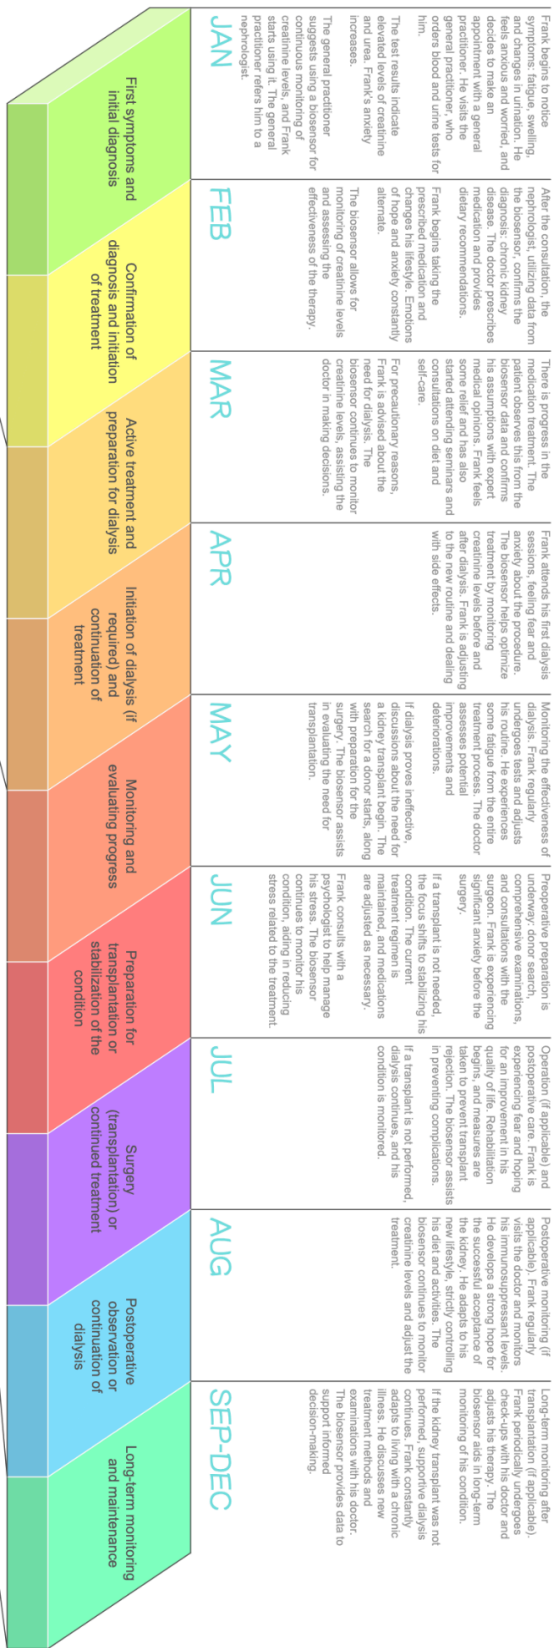 Frank begins to notice
symptoms: fatigue, swelling,
and changes in urination. He
feels anxious and worried, and
decides to make an
appointment with a general
practitioner. He visits the
general practitioner, who
orders blood and urine tests for
him.
The test results indicate
elevated levels of creatinine
and urea. Frank's anxiety
increases.
The general practitioner
suggests using a biosensor for
continuous monitoring of
creatinine levels, and Frank
starts using it. The general
practitioner refers him to a
nephrologist.
JAN
First symptoms and
initial diagnosis
After the consultation, the
nephrologist, utilizing data from
the biosensor, confirms the
diagnosis: chronic kidney
disease. The doctor prescribes
medication and provides
dietary recommendations.
Frank begins taking the
prescribed medication and
changes his lifestyle. Emotions
of hope and anxiety constantly
alternate.
The biosensor allows for
monitoring of creatinine levels
and assessing the
effectiveness of the therapy.
FEB
Confirmation of
diagnosis and initiation
of treatment
There is progress in the
medication treatment. The
patient observes this from the
biosensor data and confirms
his assumptions with expert
medical opinions. Frank feels
some relief and has also
started attending seminars and
consultations on diet and
self-care.
For precautionary reasons,
Frank is advised about the
need for dialysis. The
biosensor continues to monitor
creatinine levels, assisting the
doctor in making decisions.
MAR
Active treatment and
preparation for dialysis
Frank attends his first dialysis
sessions, feeling fear and
anxiety about the procedure.
The biosensor helps optimize
treatment by monitoring
creatinine levels before and
after dialysis. Frank is adjusting
to the new routine and dealing
with side effects.
APR
Initiation of dialysis (if
required) and
continuation of
treatment
Monitoring the effectiveness of
dialysis. Frank regularly
undergoes tests and adjusts
his routine. He experiences
some fatigue from the entire
treatment process. The doctor
assesses potential
improvements and
deteriorations.
If dialysis proves ineffective,
discussions about the need for
a kidney transplant begin. The
search for a donor starts, along
with preparation for the
surgery. The biosensor assists
in evaluating the need for
transplantation.
MAY
Monitoring and
evaluating progress
Preoperative preparation is
underway: donor search,
comprehensive examinations,
and consultations with the
surgeon. Frank is experiencing
significant anxiety before the
surgery.
If a transplant is not needed,
the focus shifts to stabilizing his
condition. The current
treatment regimen is
maintained, and medications
are adjusted as necessary.
Frank consults with a
psychologist to help manage
his stress. The biosensor
continues to monitor his
condition, aiding in reducing
stress related to the treatment.
JUN
Preparation for
transplantation or
stabilization of the
condition
Operation (if applicable) and
postoperative care. Frank is
experiencing fear and hoping
for an improvement in his
quality of life. Rehabilitation
begins, and measures are
taken to prevent transplant
rejection. The biosensor assists
in preventing complications.
If a transplant is not performed,
dialysis continues, and his
condition is monitored.
JUL
Surgery
(transplantation) or
continued treatment
Postoperative monitoring (if
applicable). Frank regularly
visits the doctor and monitors
his immunosuppressant levels.
He develops a strong hope for
the successful acceptance of
the kidney. He adapts to his
new lifestyle, strictly controlling
his diet and activities. The
biosensor continues to monitor
creatinine levels and adjust the
treatment.
AUG
Postoperative
observation or
continuation of
dialysis
Long-term monitoring after
transplantation (if applicable).
Frank periodically undergoes
check-ups with his doctor and
adjusts his therapy. The
biosensor aids in long-term
monitoring of his condition.
If the kidney transplant was not
performed, supportive dialysis
continues. Frank constantly
adapts to living with a chronic
illness. He discusses new
treatment methods and
examinations with his doctor.
The biosensor provides data to
support informed
decision-making.
SEP-DEC
Long-term monitoring
and maintenance